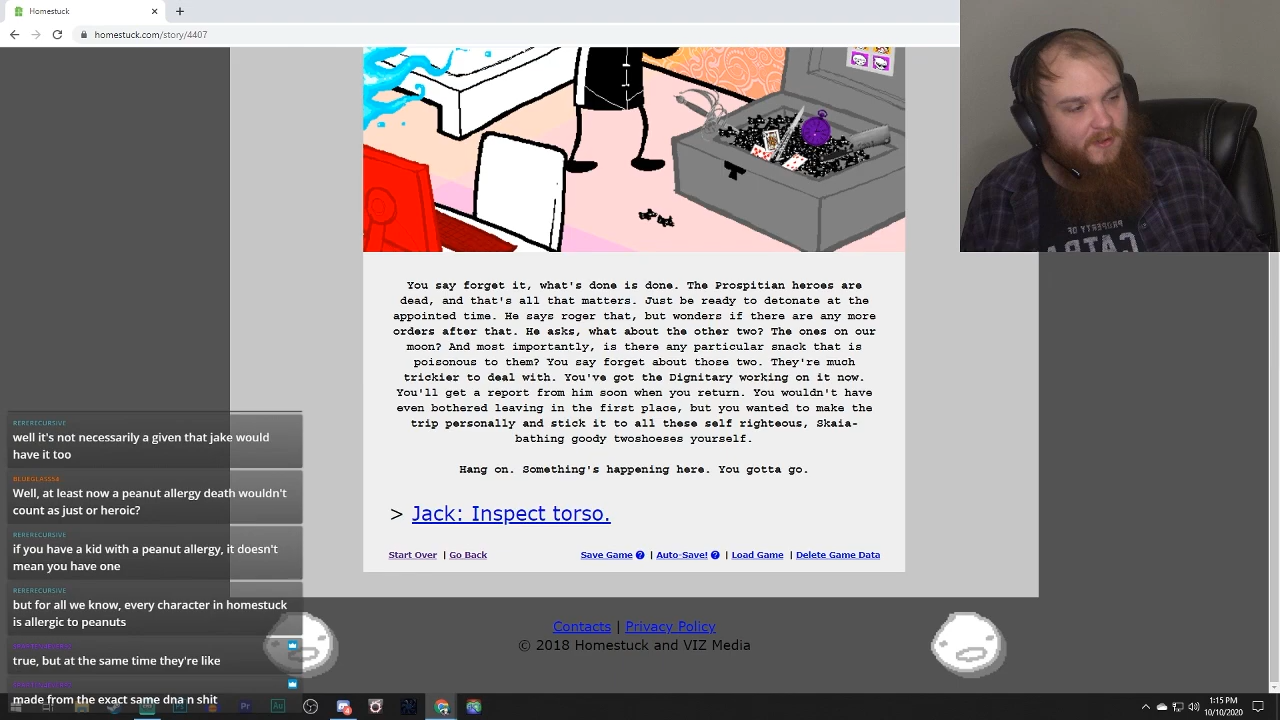 Homestuck
homestuck.com/story/4407
You say forget it, what's done is done. The Prospitian heroes are
dead, and that's all that matters. Just be ready to detonate at the
appointed time. He says roger that, but wonders if there are any more
orders after that. He asks, what about the other two? The ones on our
moon? And most importantly, is there any particular snack that is
poisonous to them? You say forget about those two. They're much
trickier to deal with. You've got the Dignitary working on it now.
You'll get a report from him soon when you return. You wouldn't have
even bothered leaving in the first place, but you wanted to make the
trip personally and stick it to all these self righteous, Skaia-
bathing goody twoshoeses yourself.
Hang on. Something's happening here. You gotta go.
> Jack: Inspect torso.
Start Over | Go Back Save Game ? | Auto-Save! ? | Load Game | Delete Game Data
Contacts | Privacy Policy
© 2018 Homestuck and VIZ Media
RERERECURSIVE
well it's not necessarily a given that jake would
have it too
Well, at least now a peanut allergy death wouldn't
count as just or heroic?
RERERECURSIVE
if you have a kid with a peanut allergy, it doesn't
mean you have one
RERERECURSIVE
but for all we know, every character in homestuck
is allergic to peanuts
true, but at the same time they're like
made from the exact same dna n shit
PROPERTY OF
Pr
Au
1:15 PM
10/10/2020